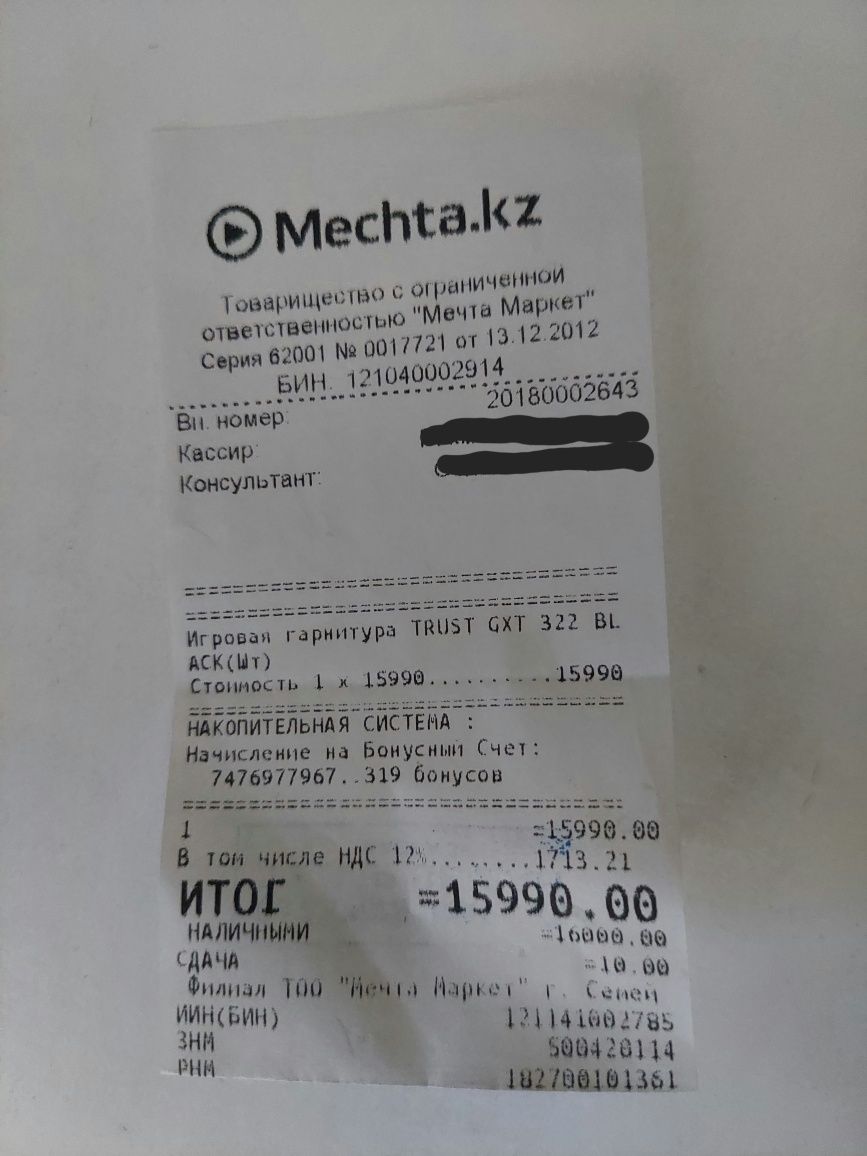 Mechta.kz
Товарищество с ограниченной
ответственностью "Мечта Маркет"
Серия 62001 № 0017721 от 13.12.2012
БИН. 121040002914
Вн. номер: 20180002643
Кассир:
Консультант:
Игровая гарнитура TRUST GXT 322 BL
ACK(Шт)
Стоимость 1 x 15990..........15990
НАКОПИТЕЛЬНАЯ СИСТЕМА :
Начисление на Бонусный Счет:
7476977967..319 бонусов
1 =15990.00
В том числе НДС 12%........1713.21
ИТОГ =15990.00
НАЛИЧНЫМИ =16000.00
СДАЧА =10.00
Филиал ТОО "Мечта Маркет" г. Семей
ИИН(БИН) 121141002785
ЗНМ 500420114
РНМ 182700101361